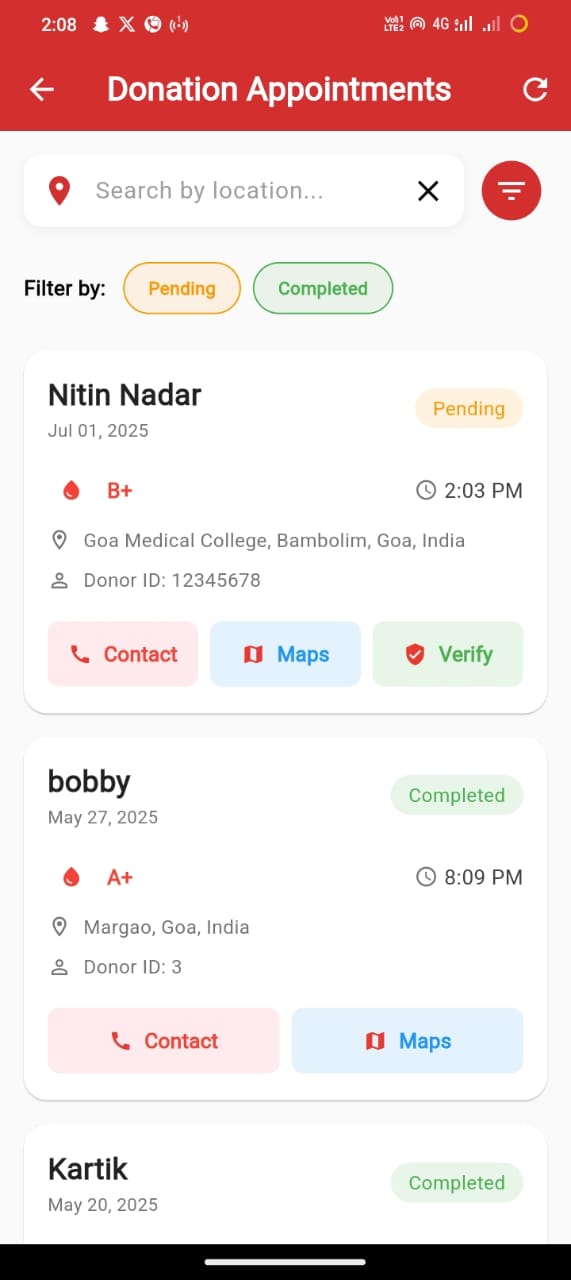 2:08
Vo))1 LTE2 4G
Donation Appointments
Search by location...
Filter by: Pending Completed
Nitin Nadar
Pending
Jul 01, 2025
B+ 2:03 PM
Goa Medical College, Bambolim, Goa, India
Donor ID: 12345678
Contact Maps Verify
bobby
Completed
May 27, 2025
A+ 8:09 PM
Margao, Goa, India
Donor ID: 3
Contact Maps
Kartik
Completed
May 20, 2025